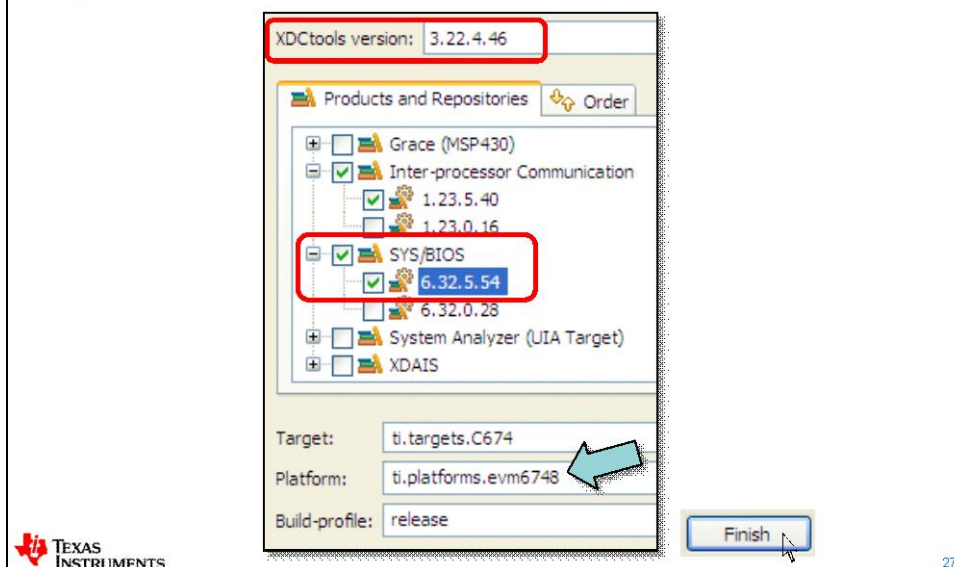 XDCtools version: 3.22.4.46
Products and Repositories Order
Grace (MSP430)
Inter-processor Communication
1.23.5.40
1.23.0.16
SYS/BIOS
6.32.5.54
6.32.0.28
System Analyzer (UIA Target)
XDAIS
Target: ti.targets.C674
Platform: ti.platforms.evm6748
Build-profile: release
Finish
TEXAS
INSTRUMENTS
27